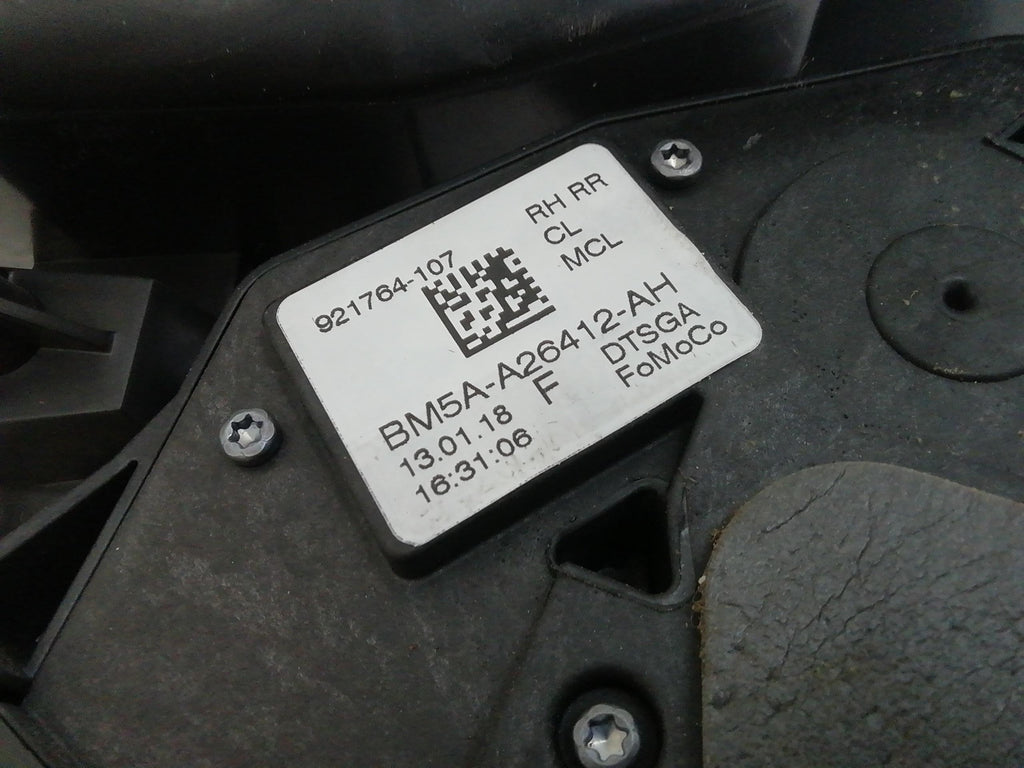 921764-107
RH RR
CL
MCL
BM5A-A26412-AH
13.01.18 F DTSGA
16:31:06 FoMoCo